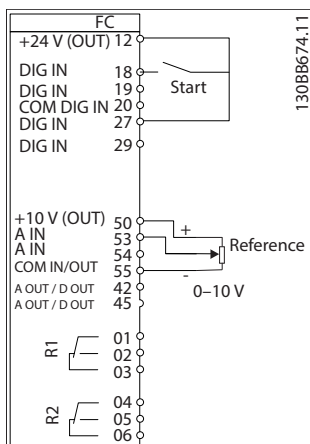 FC
+24 V (OUT) 12
DIG IN 18
DIG IN 19
COM DIG IN 20
DIG IN 27
DIG IN 29
Start
+10 V (OUT) 50
A IN 53
A IN 54
COM IN/OUT 55
A OUT / D OUT 42
A OUT / D OUT 45
+
Reference
-
0–10 V
R1
01
02
03
R2
04
05
06
130BB674.11